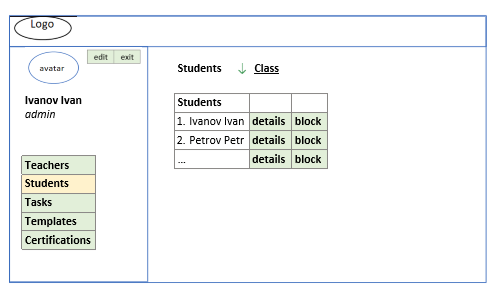 Logo
edit exit
avatar
Ivanov Ivan
admin
Teachers
Students
Tasks
Templates
Certifications
Students ↓ Class
Students
1. Ivanov Ivan details block
2. Petrov Petr details block
... details block